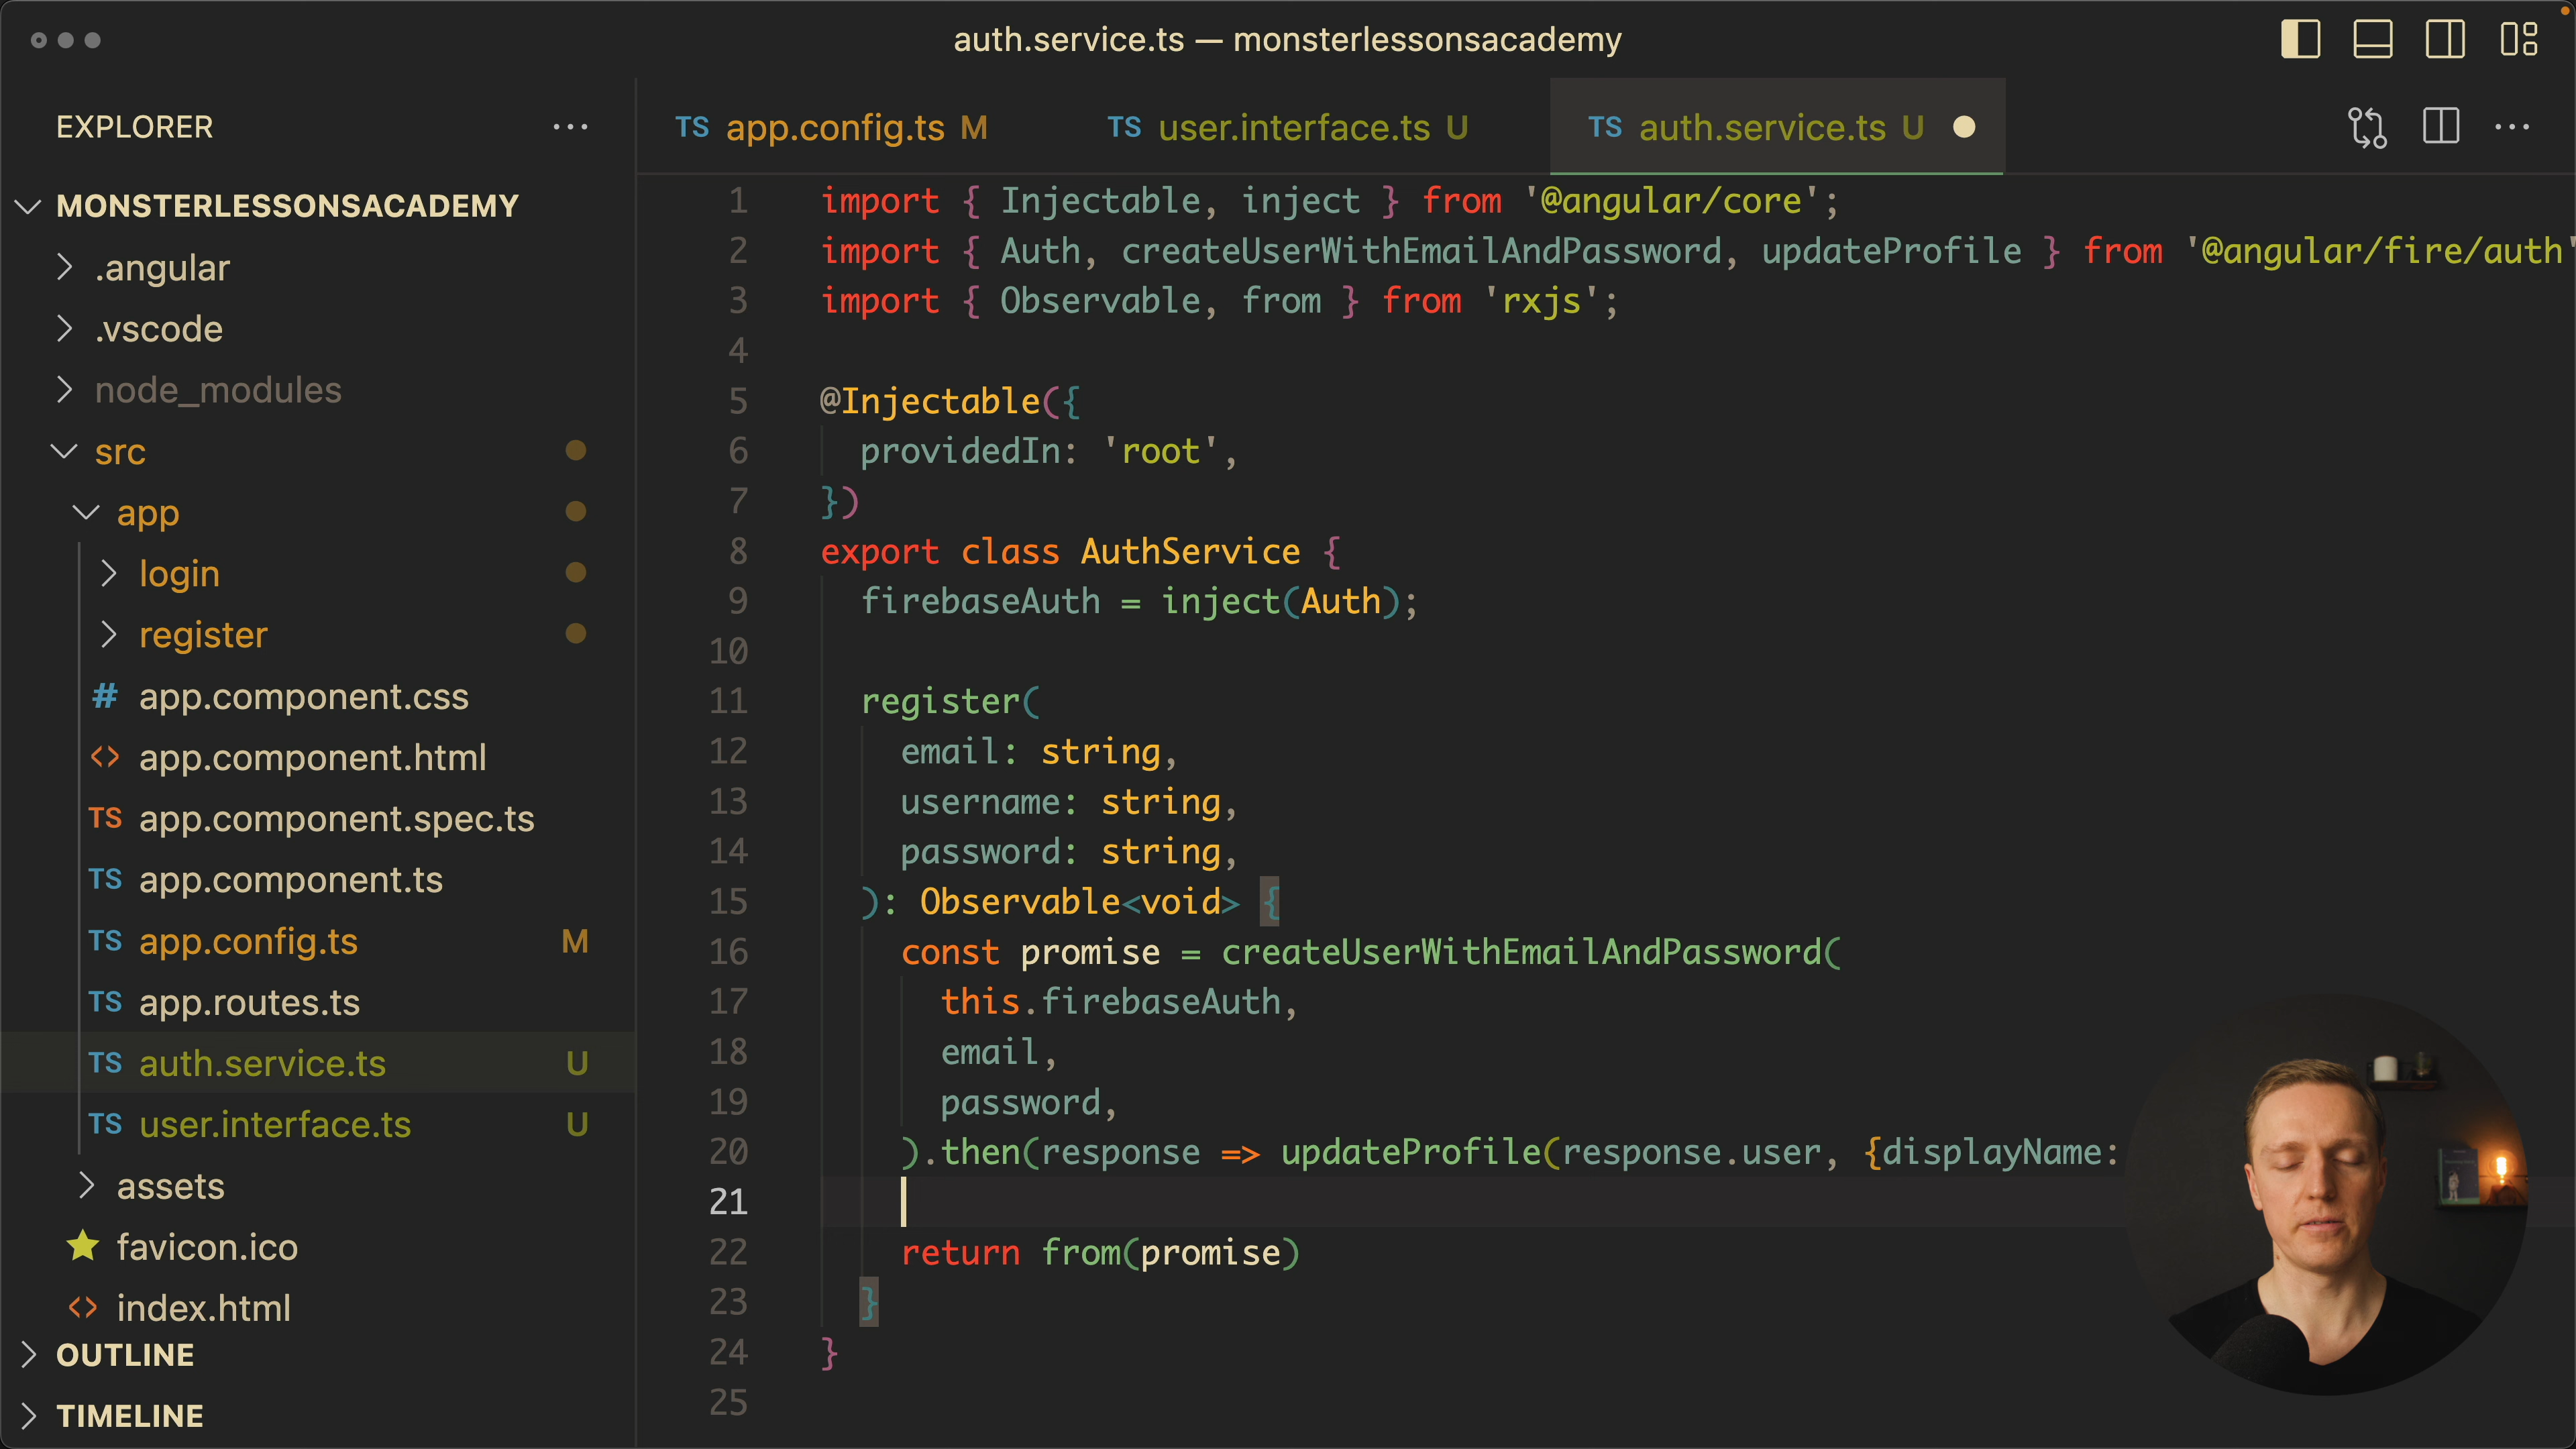 auth.service.ts — monsterlessonsacademy
EXPLORER
MONSTERLESSONSACADEMY
.angular
.vscode
node_modules
src
app
login
register
# app.component.css
<> app.component.html
TS app.component.spec.ts
TS app.component.ts
TS app.config.ts M
TS app.routes.ts
TS auth.service.ts U
TS user.interface.ts U
assets
favicon.ico
<> index.html
OUTLINE
TIMELINE
TS app.config.ts M
TS user.interface.ts U
TS auth.service.ts U
1 import { Injectable, inject } from '@angular/core';
2 import { Auth, createUserWithEmailAndPassword, updateProfile } from '@angular/fire/auth'
3 import { Observable, from } from 'rxjs';
4
5 @Injectable({
6 providedIn: 'root',
7 })
8 export class AuthService {
9 firebaseAuth = inject(Auth);
10
11 register(
12 email: string,
13 username: string,
14 password: string,
15 ): Observable<void> {
16 const promise = createUserWithEmailAndPassword(
17 this.firebaseAuth,
18 email,
19 password,
20 ).then(response => updateProfile(response.user, {displayName:
21
22 return from(promise)
23 }
24 }
25